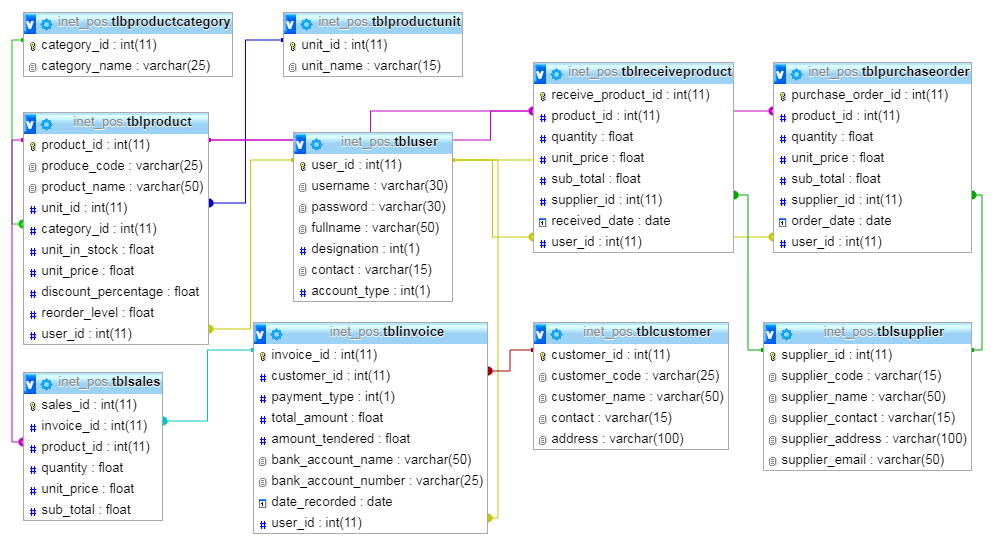 inet_pos.tlbproductcategory
category_id : int(11)
category_name : varchar(25)
inet_pos.tblproductunit
unit_id : int(11)
unit_name : varchar(15)
inet_pos.tblreceiveproduct
receive_product_id : int(11)
product_id : int(11)
quantity : float
unit_price : float
sub_total : float
supplier_id : int(11)
received_date : date
user_id : int(11)
inet_pos.tblpurchaseorder
purchase_order_id : int(11)
product_id : int(11)
quantity : float
unit_price : float
sub_total : float
supplier_id : int(11)
order_date : date
user_id : int(11)
inet_pos.tblproduct
product_id : int(11)
produce_code : varchar(25)
product_name : varchar(50)
unit_id : int(11)
category_id : int(11)
unit_in_stock : float
unit_price : float
discount_percentage : float
reorder_level : float
user_id : int(11)
inet_pos.tbluser
user_id : int(11)
username : varchar(30)
password : varchar(30)
fullname : varchar(50)
designation : int(1)
contact : varchar(15)
account_type : int(1)
inet_pos.tblinvoice
invoice_id : int(11)
customer_id : int(11)
payment_type : int(1)
total_amount : float
amount_tendered : float
bank_account_name : varchar(50)
bank_account_number : varchar(25)
date_recorded : date
user_id : int(11)
inet_pos.tblcustomer
customer_id : int(11)
customer_code : varchar(25)
customer_name : varchar(50)
contact : varchar(15)
address : varchar(100)
inet_pos.tblsupplier
supplier_id : int(11)
supplier_code : varchar(15)
supplier_name : varchar(50)
supplier_contact : varchar(15)
supplier_address : varchar(100)
supplier_email : varchar(50)
inet_pos.tblsales
sales_id : int(11)
invoice_id : int(11)
product_id : int(11)
quantity : float
unit_price : float
sub_total : float